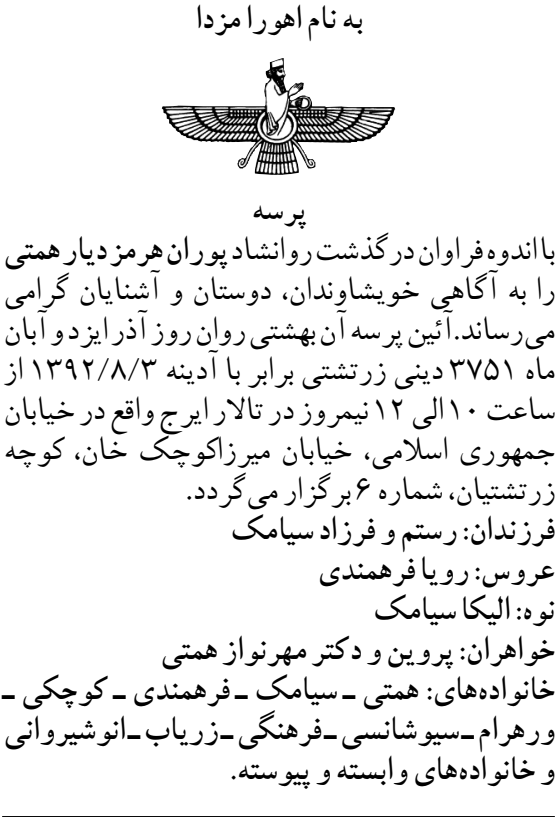 به نام اهورا مزدا
پرسه
با اندوه فراوان درگذشت روانشاد پوران هرمزدیار همتی
را به آگاهی خویشاوندان، دوستان و آشنایان گرامی
می‌رساند. آئین پرسه آن بهشتی روان روز آذر ایزد و آبان
ماه ۳۷۵۱ دینی زرتشتی برابر با آدینه ۱۳۹۲/۸/۳ از
ساعت ۱۰ الی ۱۲ نیمروز در تالار ایرج واقع در خیابان
جمهوری اسلامی، خیابان میرزاکوچک خان، کوچه
زرتشتیان، شماره ۶ برگزار می‌گردد.
فرزندان: رستم و فرزاد سیامک
عروس: رویا فرهمندی
نوه: الیکا سیامک
خواهران: پروین و دکتر مهرنواز همتی
خانواده‌های: همتی ـ سیامک ـ فرهمندی ـ کوچکی ـ
ورهرام ـ سیوشانسی ـ فرهنگی ـ زریاب ـ انوشیروانی
و خانواده‌های وابسته و پیوسته.